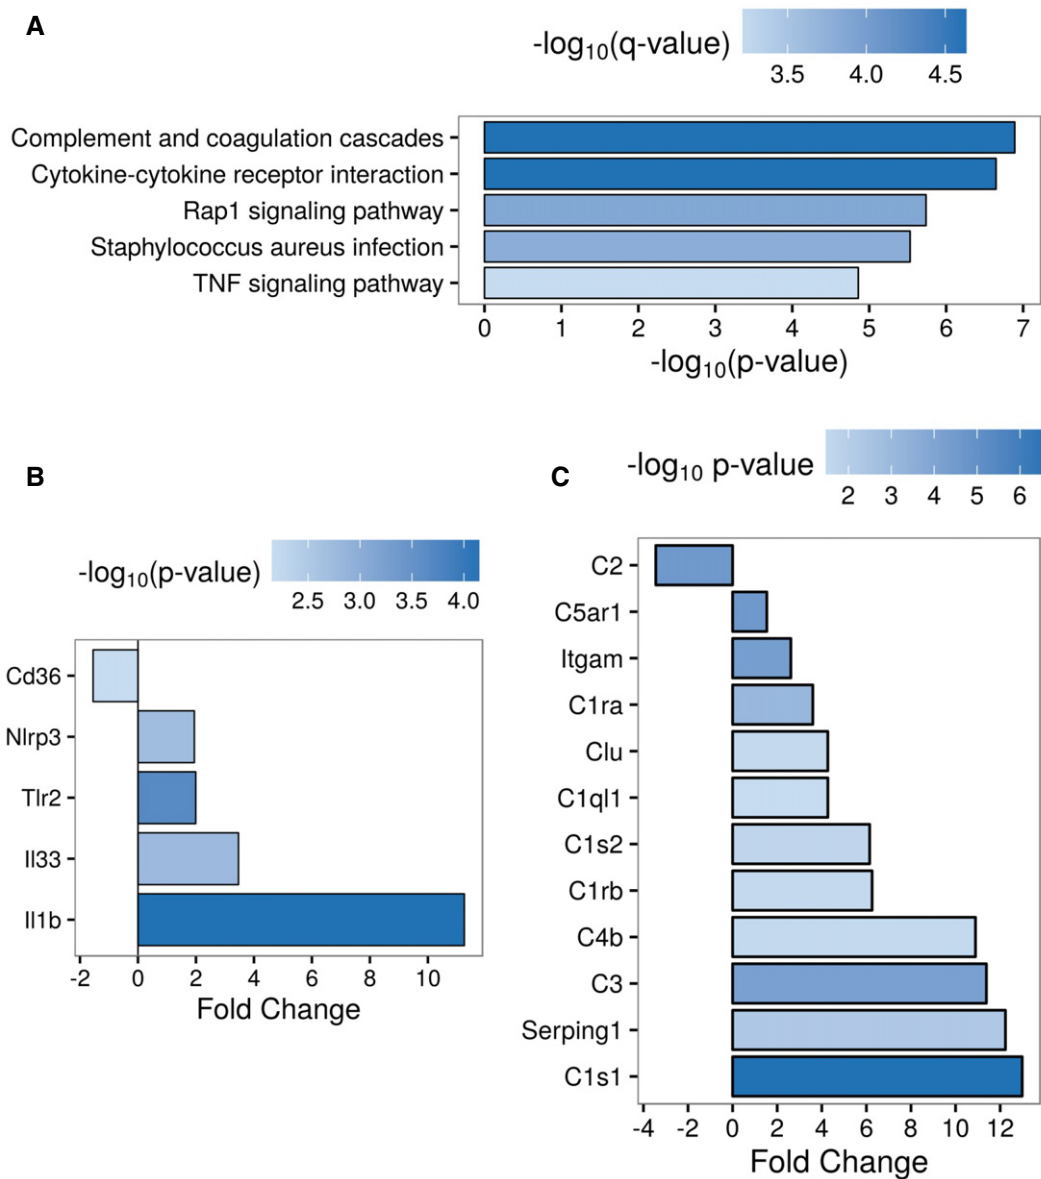 A
-log10(q-value)
3.5 4.0 4.5
Complement and coagulation cascades
Cytokine-cytokine receptor interaction
Rap1 signaling pathway
Staphylococcus aureus infection
TNF signaling pathway
0 1 2 3 4 5 6 7
-log10(p-value)
B
-log10(p-value)
2.5 3.0 3.5 4.0
Cd36
Nlrp3
Tlr2
Il33
Il1b
-2 0 2 4 6 8 10
Fold Change
C
-log10 p-value
2 3 4 5 6
C2
C5ar1
Itgam
C1ra
Clu
C1ql1
C1s2
C1rb
C4b
C3
Serping1
C1s1
-4 -2 0 2 4 6 8 10 12
Fold Change